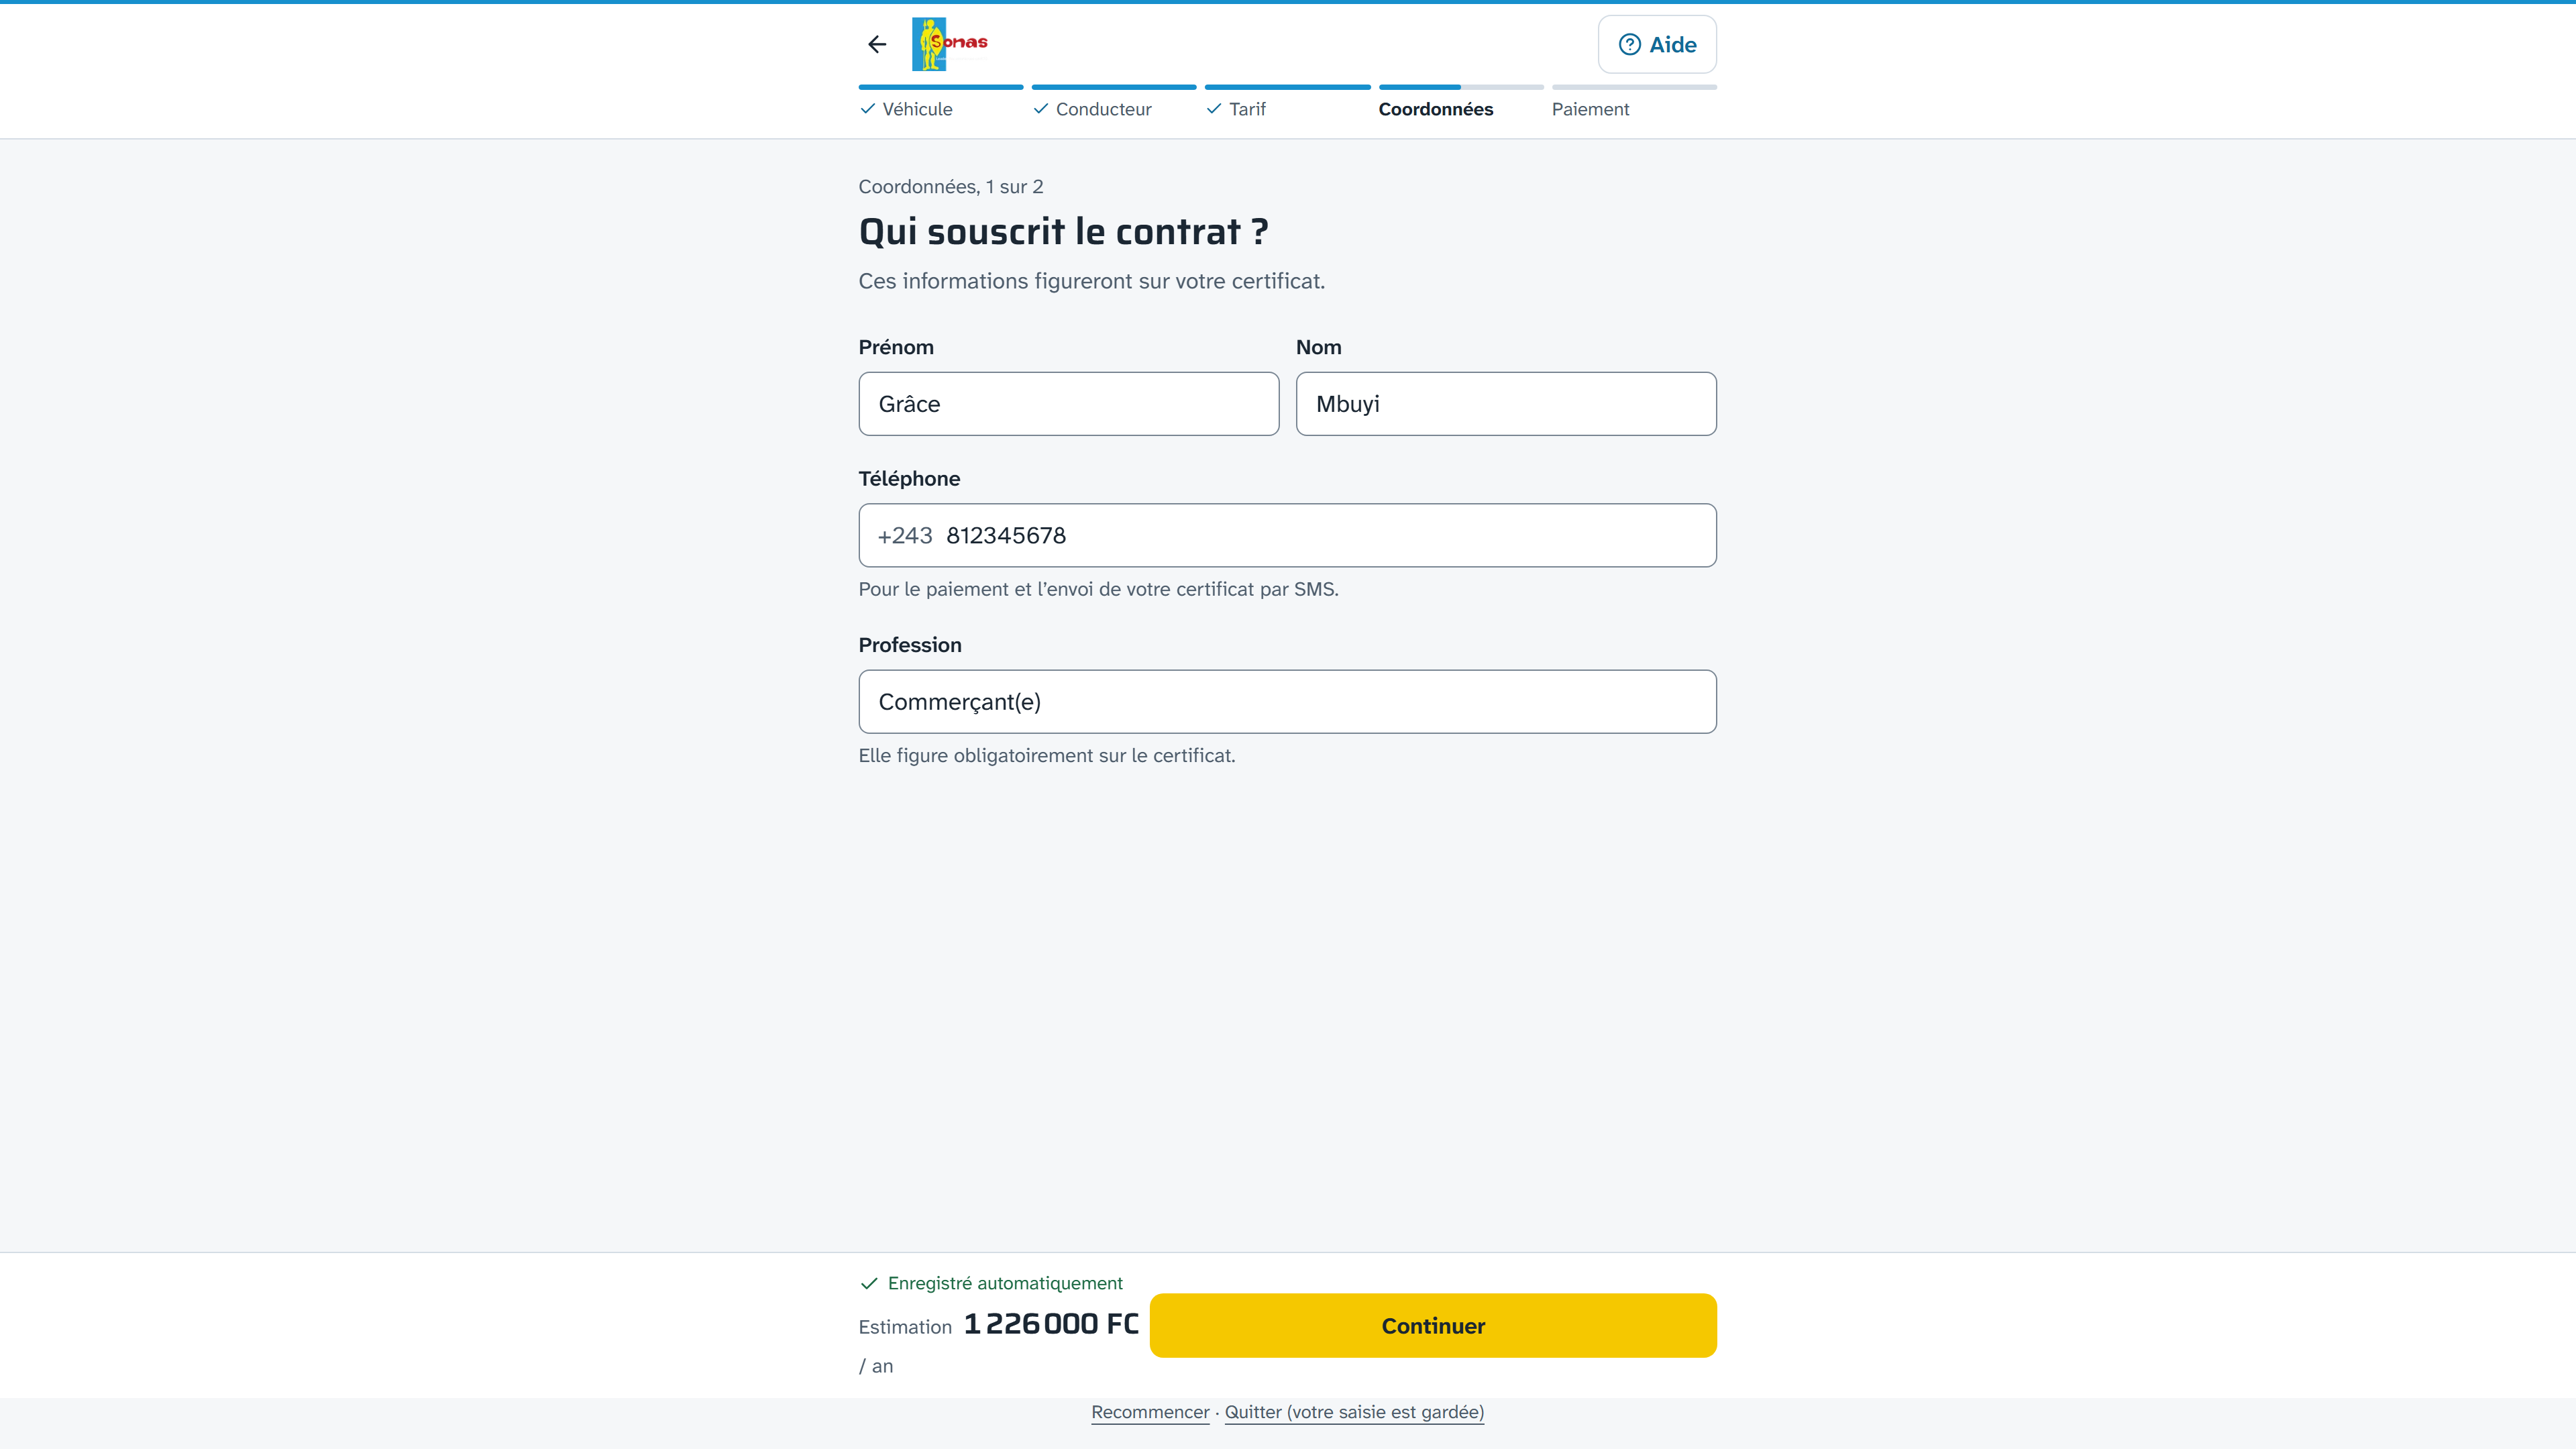 Sonas
Aide
Véhicule
Conducteur
Tarif
Coordonnées
Paiement
Coordonnées, 1 sur 2
Qui souscrit le contrat ?
Ces informations figureront sur votre certificat.
Prénom
Nom
Grâce
Mbuyi
Téléphone
+243 812345678
Pour le paiement et l’envoi de votre certificat par SMS.
Profession
Commerçant(e)
Elle figure obligatoirement sur le certificat.
Enregistré automatiquement
Estimation 1 226 000 FC
/ an
Continuer
Recommencer · Quitter (votre saisie est gardée)